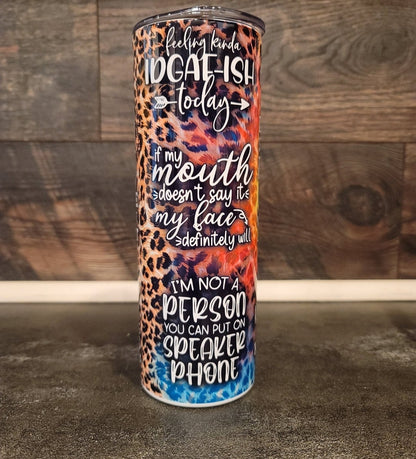 feeling kinda
IDGAF-ISH
today
if my
mouth
doesn't say it
my face
definitely will
I'M NOT A
PERSON
YOU CAN PUT ON
SPEAKER
PHONE